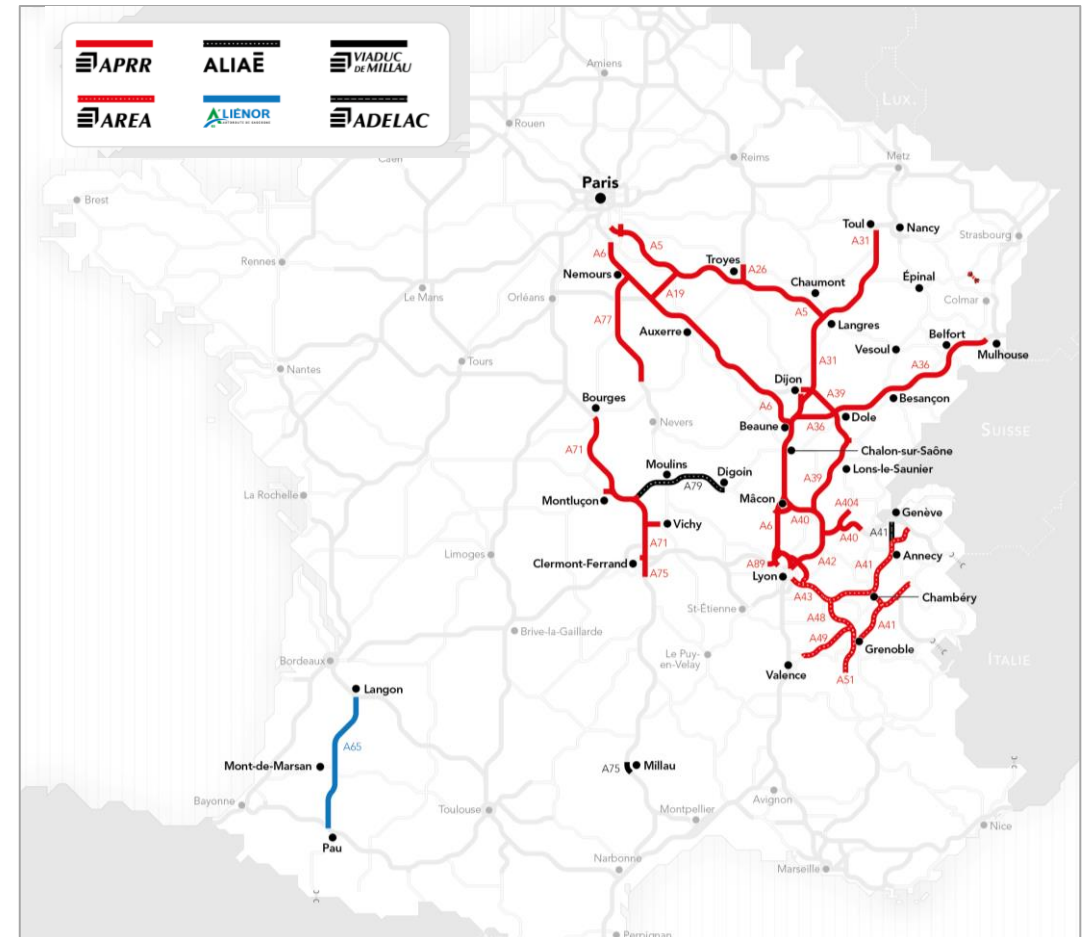 APRR
ALIAĒ
VIADUC
DE MILLAU
AREA
ALIÉNOR
ADELAC
Amiens
LUX
Rouen
Caen
Reims
Metz
Paris
Brest
Toul
Nancy
Strasbourg
A31
A5
A6
Rennes
Troyes
A26
Chaumont
Épinal
Nemours
A19
Colmar
Le Mans
Orléans
A5
A77
Langres
Auxerre
Belfort
Vesoul
Mulhouse
Tours
A31
A36
Nantes
Dijon
A39
Bourges
A6
Besançon
Nevers
Beaune
A36
Dole
SUISSE
A71
Chalon-sur-Saône
Moulins
Digoin
Lons-le-Saunier
A39
A79
La Rochelle
Montluçon
Mâcon
A404
Genève
A40
Vichy
A6
A40
A41
A71
Limoges
Annecy
Clermont-Ferrand
A89
A42
A41
A75
Lyon
A43
Chambéry
St-Étienne
A48
A41
Brive-la-Gaillarde
A49
Grenoble
Le Puy-
en-Velay
Bordeaux
ITALIE
Valence
A51
Langon
A65
Mont-de-Marsan
A75
Millau
Bayonne
Toulouse
Avignon
Montpellier
Nice
Pau
Narbonne
Marseille
Perpignan